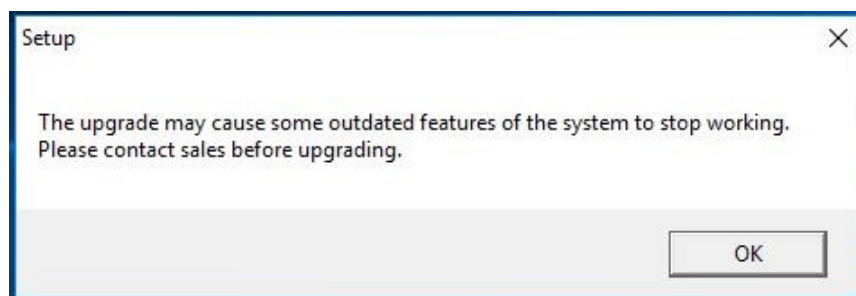 Setup
The upgrade may cause some outdated features of the system to stop working.
Please contact sales before upgrading.
OK